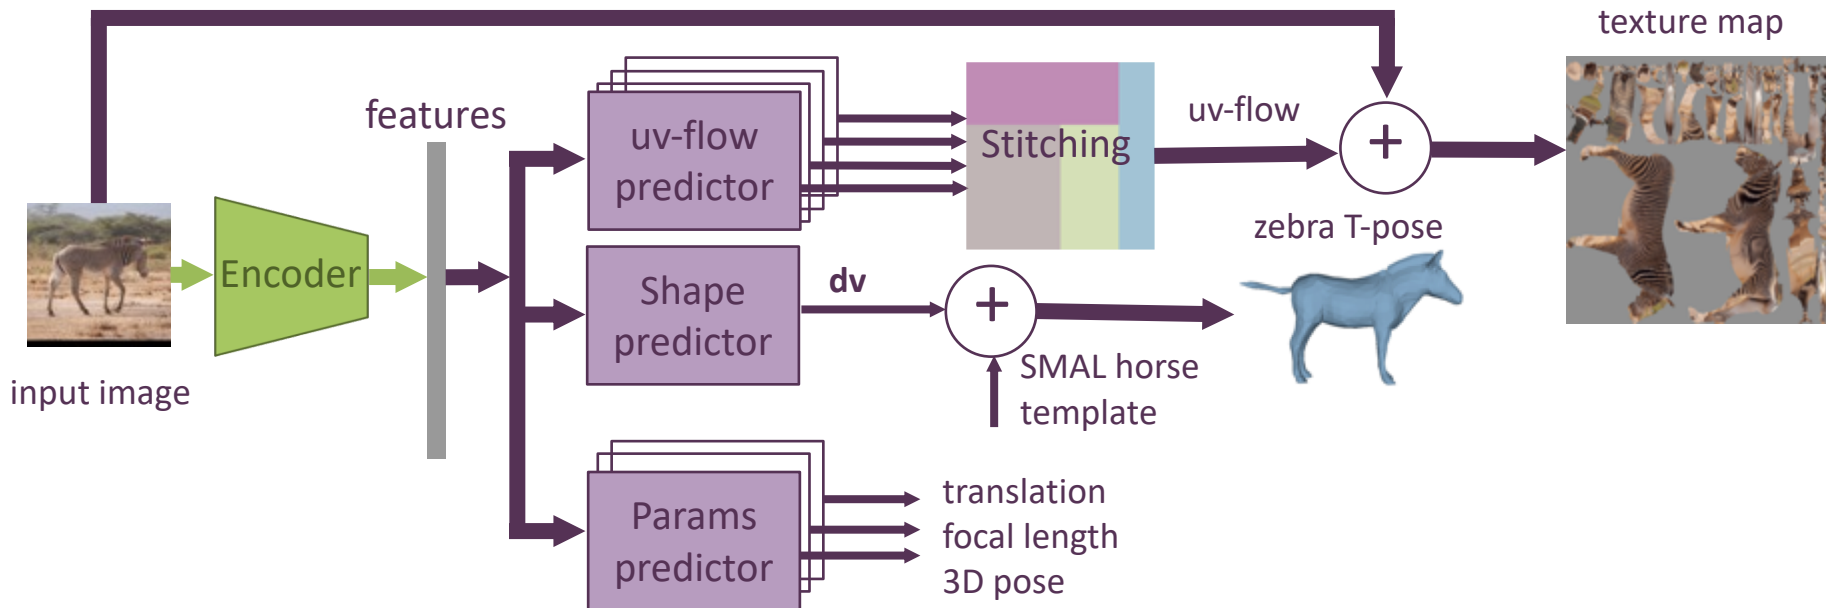 texture map
features
uv-flow
predictor
Stitching
uv-flow
+
zebra T-pose
Encoder
Shape
predictor
dv
+
SMAL horse
template
input image
Params
predictor
translation
focal length
3D pose